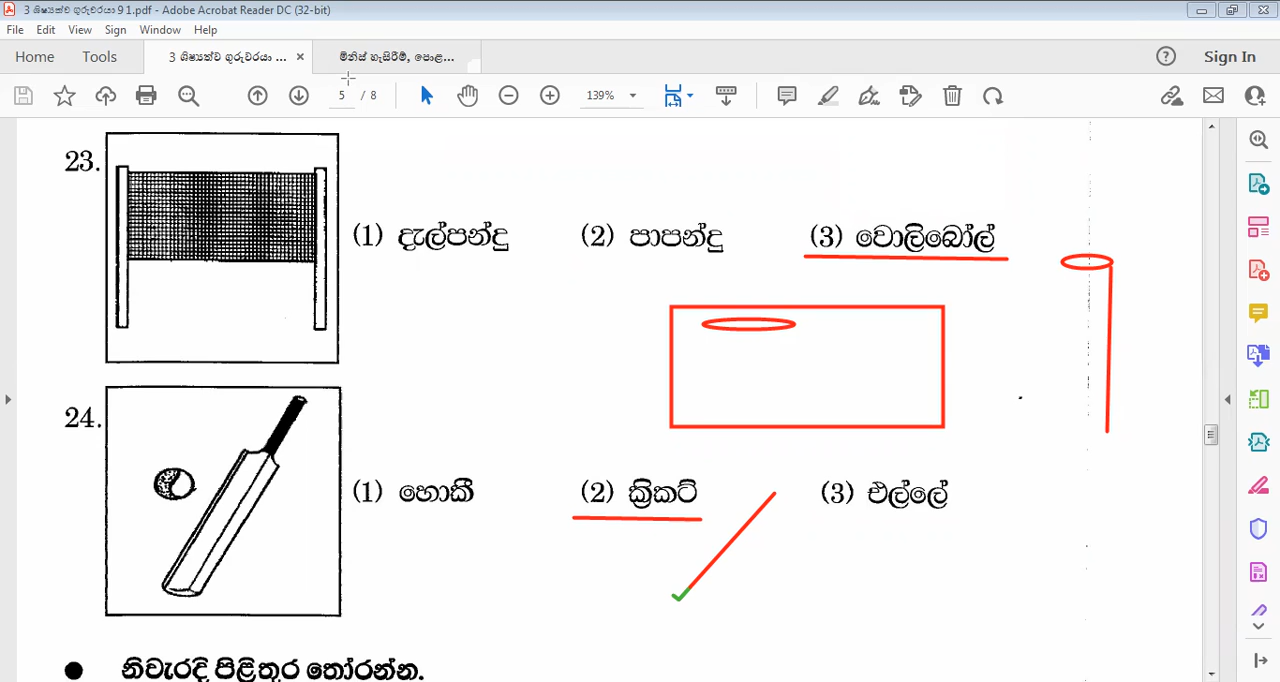 3 ශිෂ්‍යත්ව ගුරුවරයා 9 1.pdf - Adobe Acrobat Reader DC (32-bit)
File Edit View Sign Window Help
Home Tools 3 ශිෂ්‍යත්ව ගුරුවරයා ... × මිනිස් හැසිරීම්, පොළ...
Sign In
5 / 8 139%
23.
(1) දැල්පන්දු (2) පාපන්දු (3) වොලිබෝල්
24.
(1) හොකී (2) ක්‍රිකට් (3) එල්ලේ
● නිවැරදි පිළිතුර තෝරන්න.